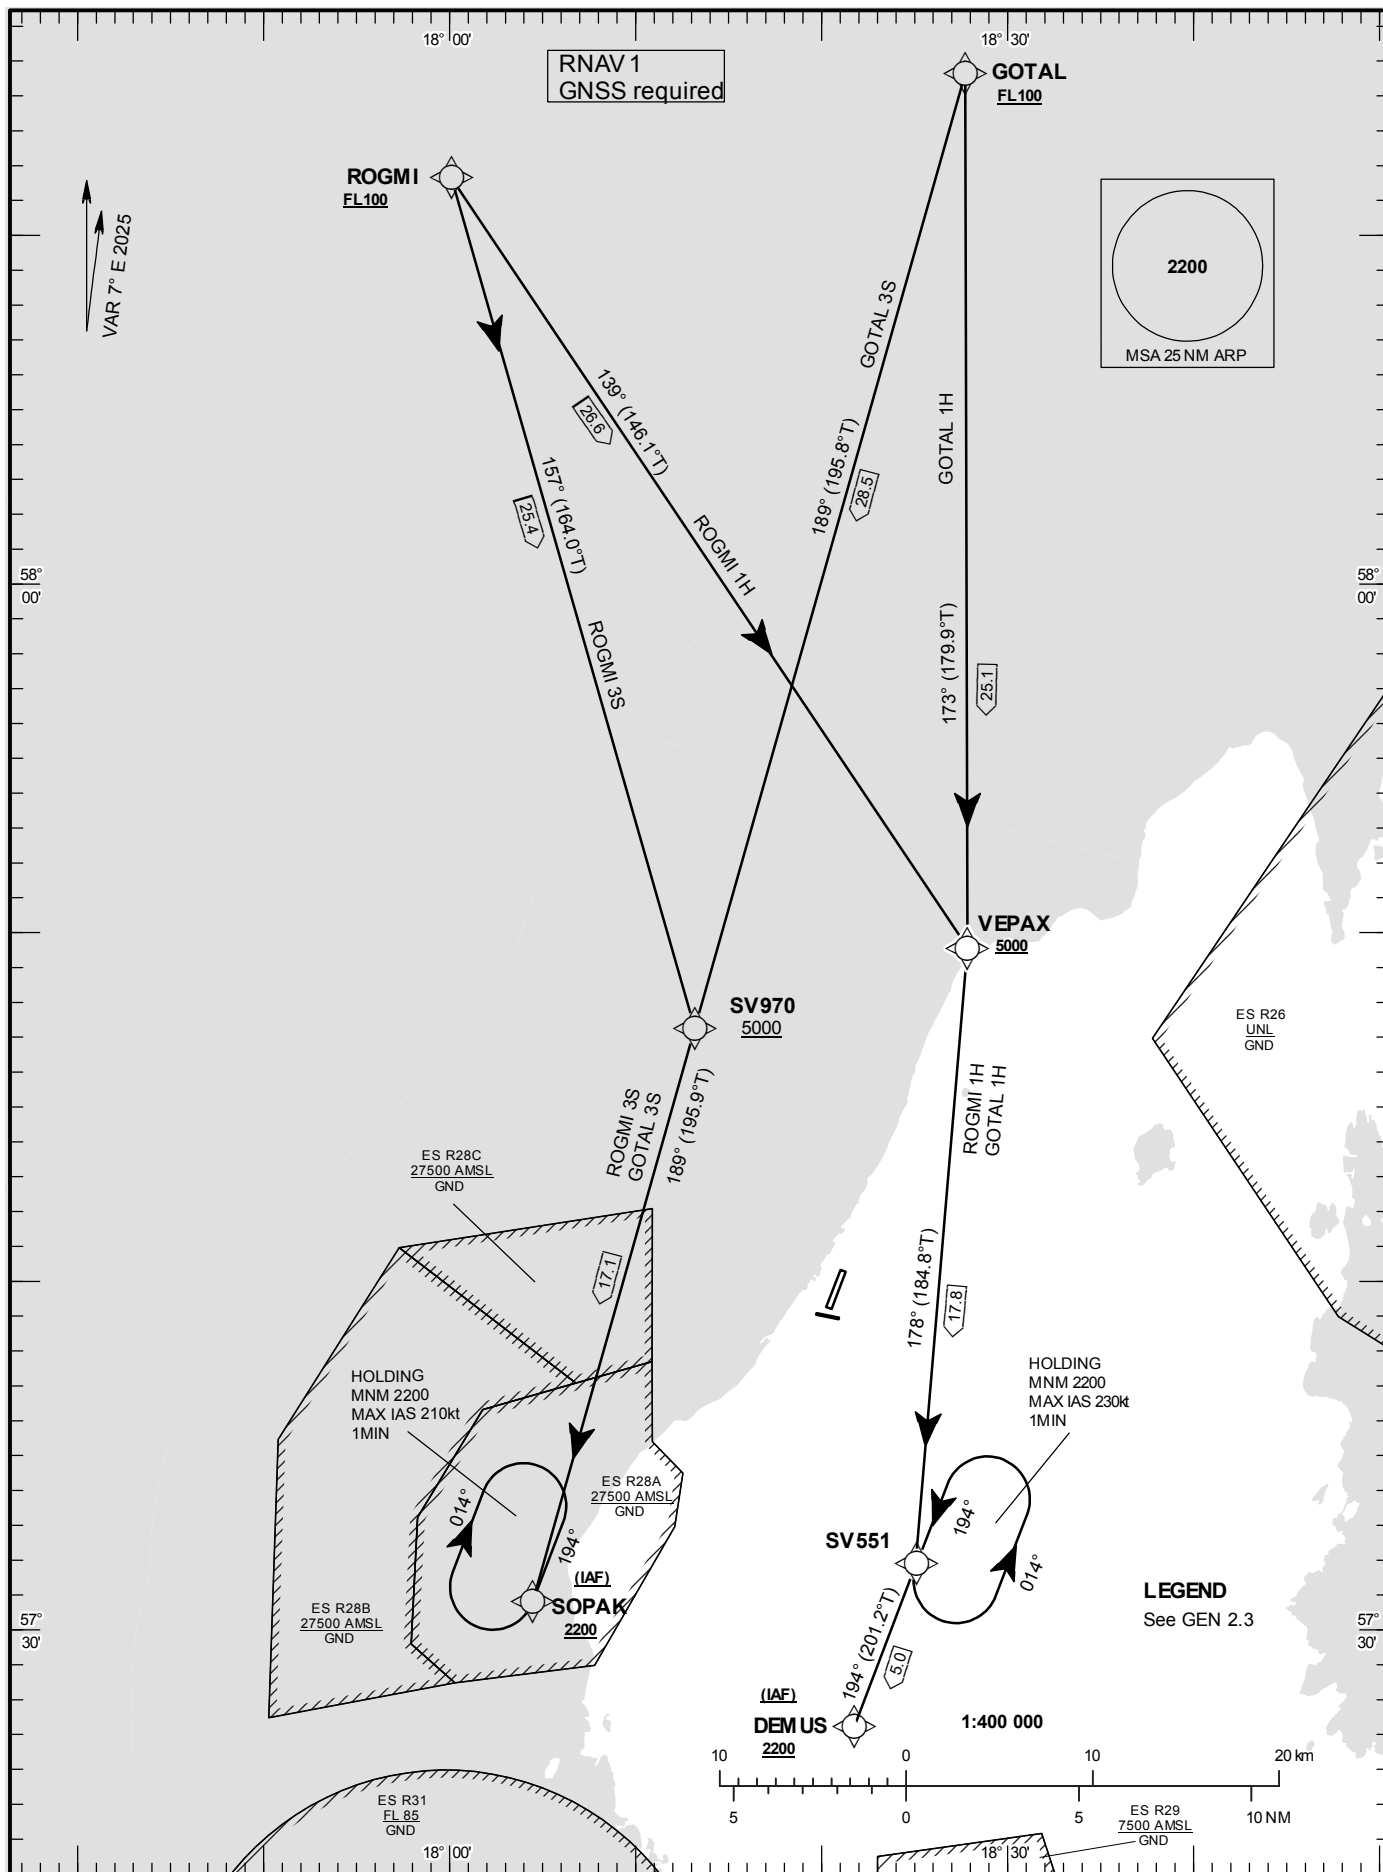 18° 00'
18° 30'
RNAV 1
GNSS required
GOTAL
FL100
ROGMI
FL100
VAR 7° E 2025
2200
MSA 25 NM ARP
GOTAL 3S
139° (146.1°T)
26.6
GOTAL 1H
157° (164.0°T)
25.4
189° (195.8°T)
28.5
ROGMI 1H
58°
00'
58°
00'
ROGMI 3S
173° (179.9°T)
25.1
VEPAX
5000
SV970
5000
ES R26
UNL
GND
ROGMI 3S
GOTAL 3S
189° (195.9°T)
ROGMI 1H
GOTAL 1H
ES R28C
27500 AMSL
GND
17.1
178° (184.8°T)
17.8
HOLDING
MNM 2200
MAX IAS 210kt
1MIN
HOLDING
MNM 2200
MAX IAS 230kt
1MIN
ES R28A
27500 AMSL
GND
014°
194°
194°
014°
SV551
(IAF)
SOPAK
2200
LEGEND
See GEN 2.3
ES R28B
27500 AMSL
GND
57°
30'
57°
30'
194° (201.2°T)
5.0
(IAF)
DEMUS
2200
1:400 000
10 0 10 20 km
5 0 5 10 NM
ES R31
FL 85
GND
ES R29
7500 AMSL
GND
18° 00'
18° 30'